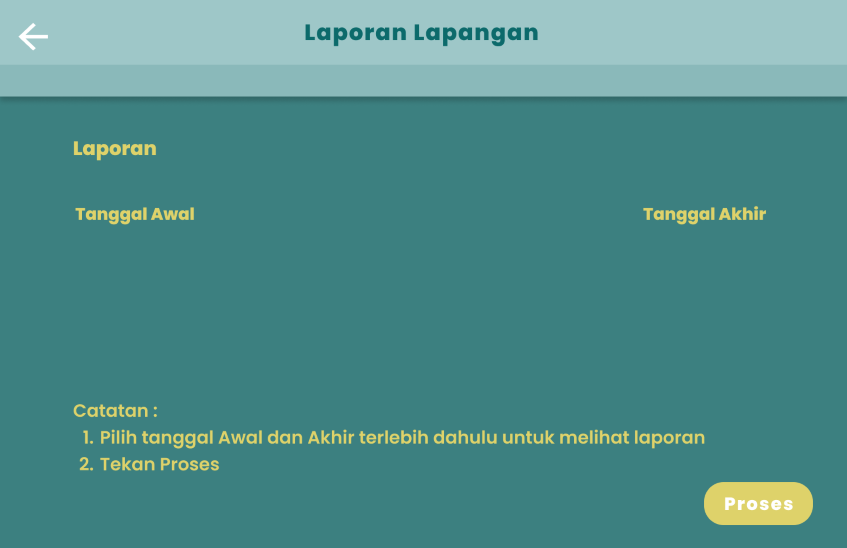 Laporan Lapangan
Laporan
Tanggal Awal
Tanggal Akhir
Catatan :
1. Pilih tanggal Awal dan Akhir terlebih dahulu untuk melihat laporan
2. Tekan Proses
Proses